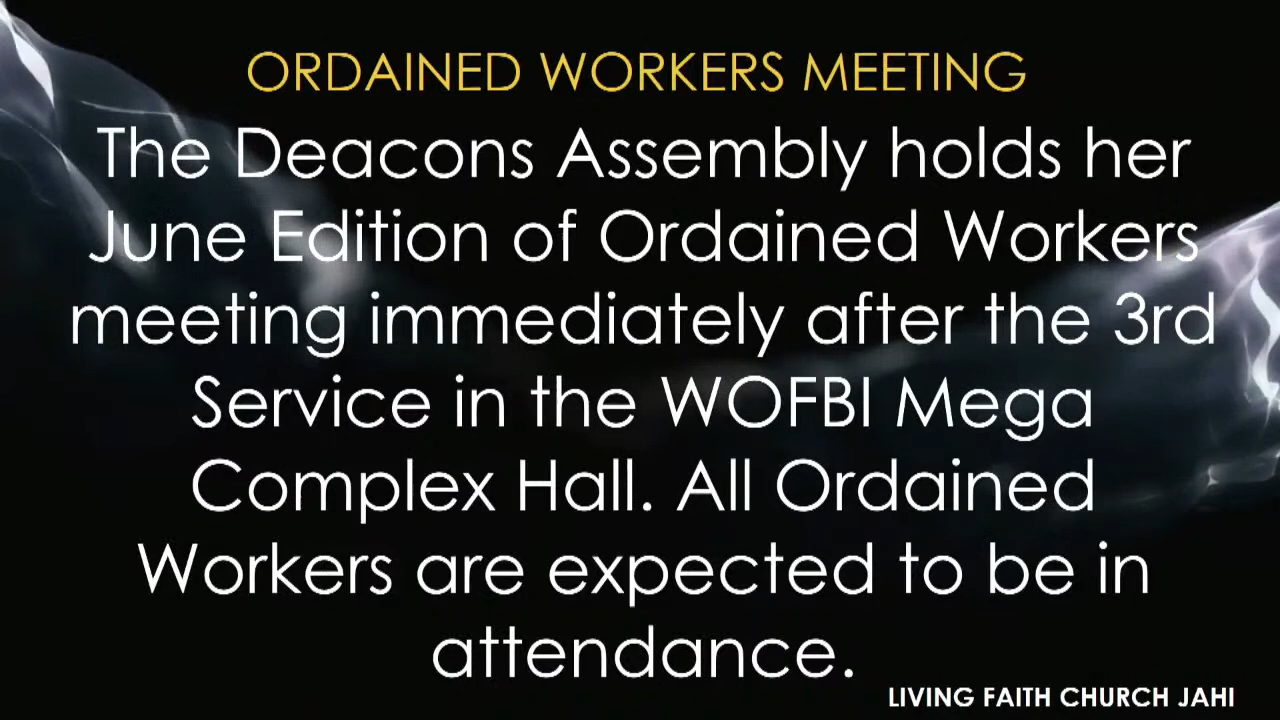 ORDAINED WORKERS MEETING
The Deacons Assembly holds her
June Edition of Ordained Workers
meeting immediately after the 3rd
Service in the WOFBI Mega
Complex Hall. All Ordained
Workers are expected to be in
attendance.
LIVING FAITH CHURCH JAHI